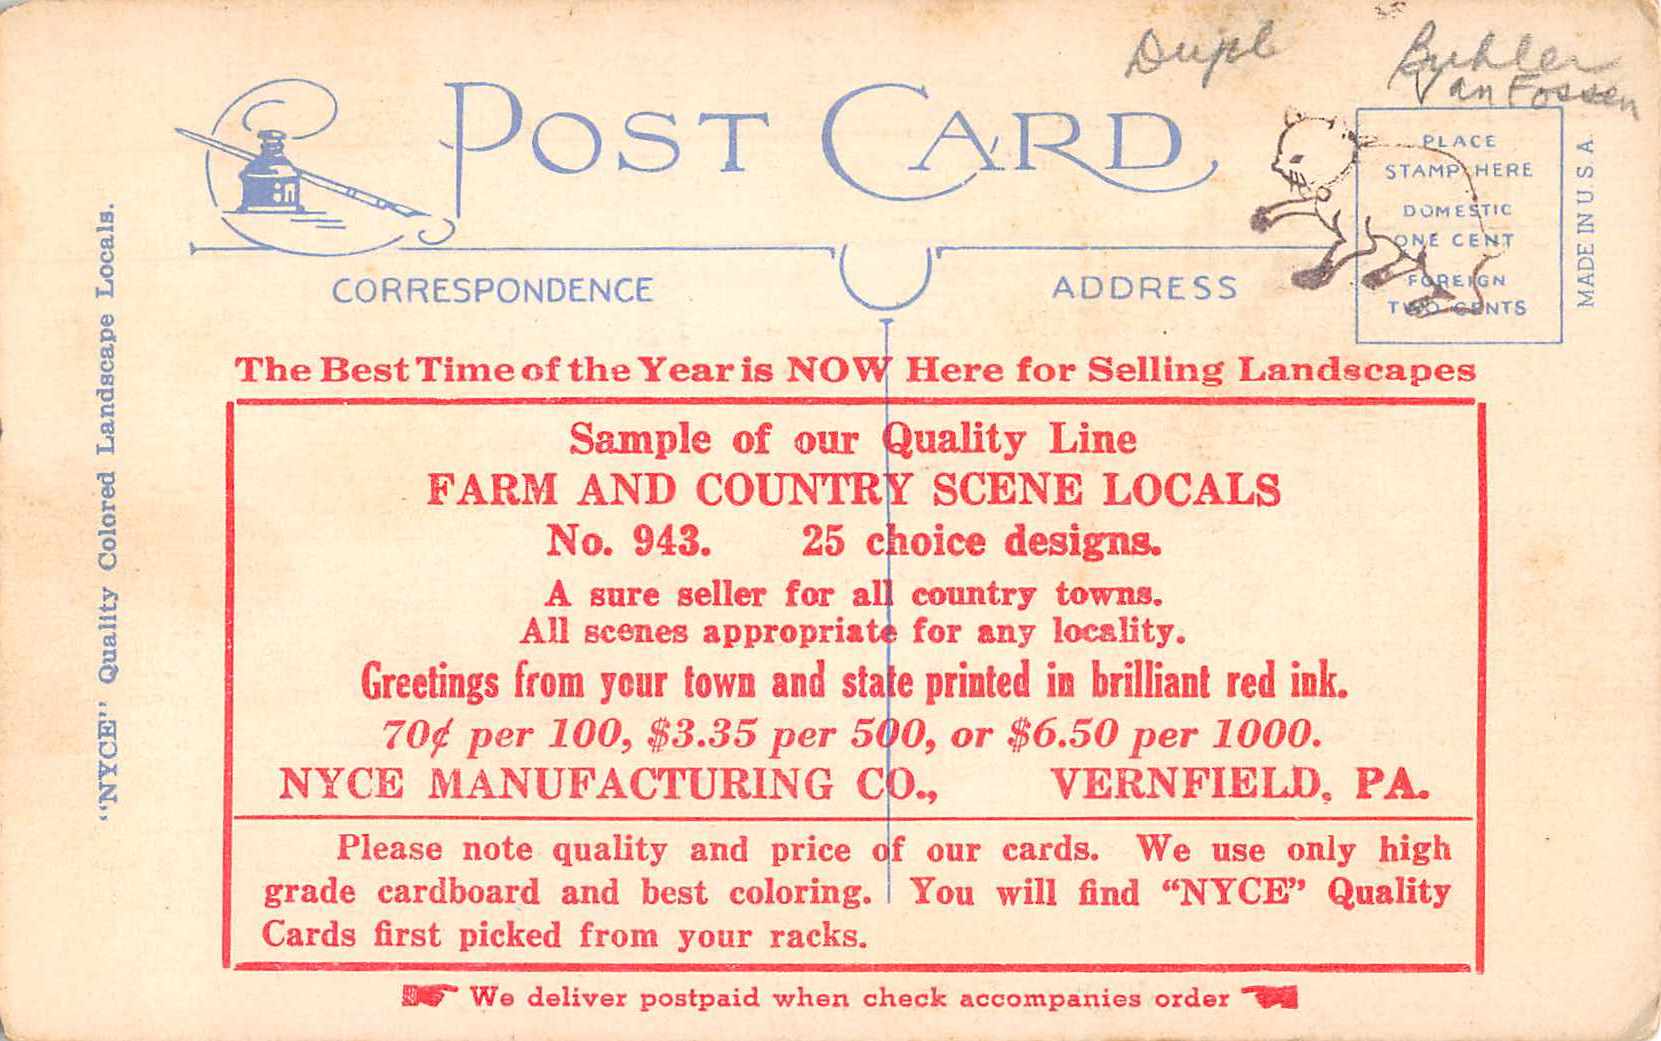 Dupl
Buhler
Van Fossen
POST CARD
PLACE
STAMP HERE
DOMESTIC
ONE CENT
FOREIGN
TWO CENTS
MADE IN U.S.A.
CORRESPONDENCE
ADDRESS
"NYCE" Quality Colored Landscape Locals.
The Best Time of the Year is NOW Here for Selling Landscapes
Sample of our Quality Line
FARM AND COUNTRY SCENE LOCALS
No. 943. 25 choice designs.
A sure seller for all country towns.
All scenes appropriate for any locality.
Greetings from your town and state printed in brilliant red ink.
70¢ per 100, $3.35 per 500, or $6.50 per 1000.
NYCE MANUFACTURING CO., VERNFIELD, PA.
Please note quality and price of our cards. We use only high
grade cardboard and best coloring. You will find "NYCE" Quality
Cards first picked from your racks.
We deliver postpaid when check accompanies order